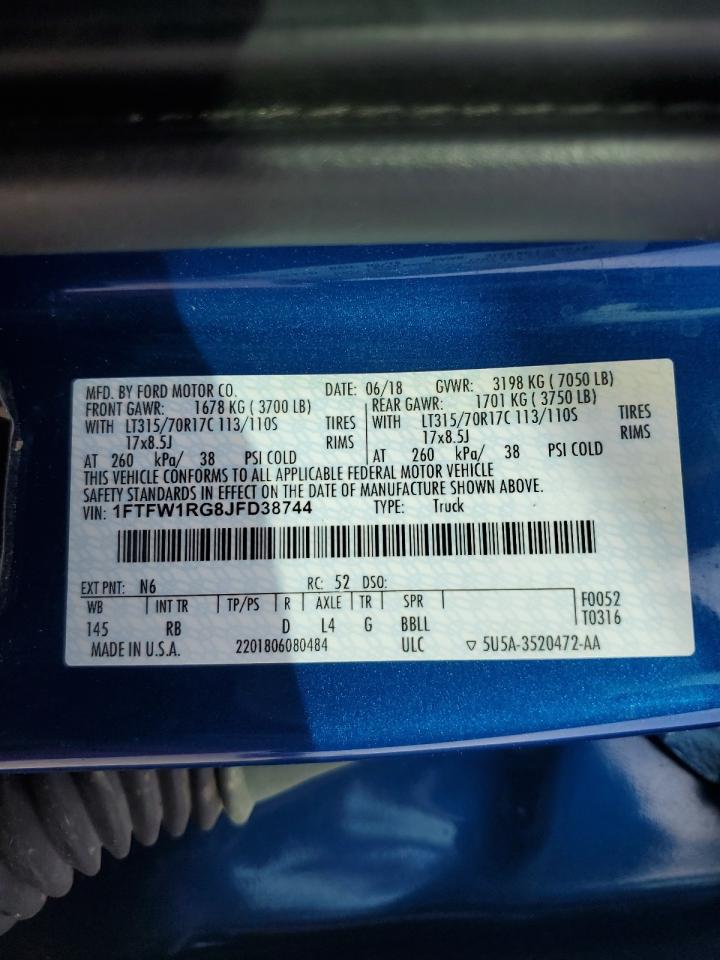 MFD. BY FORD MOTOR CO. DATE: 06/18 GVWR: 3198 KG ( 7050 LB)
FRONT GAWR: 1678 KG ( 3700 LB) REAR GAWR: 1701 KG ( 3750 LB)
WITH LT315/70R17C 113/110S TIRES WITH LT315/70R17C 113/110S TIRES
17x8.5J RIMS 17x8.5J RIMS
AT 260 kPa/ 38 PSI COLD AT 260 kPa/ 38 PSI COLD
THIS VEHICLE CONFORMS TO ALL APPLICABLE FEDERAL MOTOR VEHICLE
SAFETY STANDARDS IN EFFECT ON THE DATE OF MANUFACTURE SHOWN ABOVE.
VIN: 1FTFW1RG8JFD38744 TYPE: Truck
EXT PNT: N6 RC: 52 DSO:
WB INT TR TP/PS R AXLE TR SPR F0052
145 RB D L4 G BBLL T0316
MADE IN U.S.A. 2201806080484 ULC ▽ 5U5A-3520472-AA